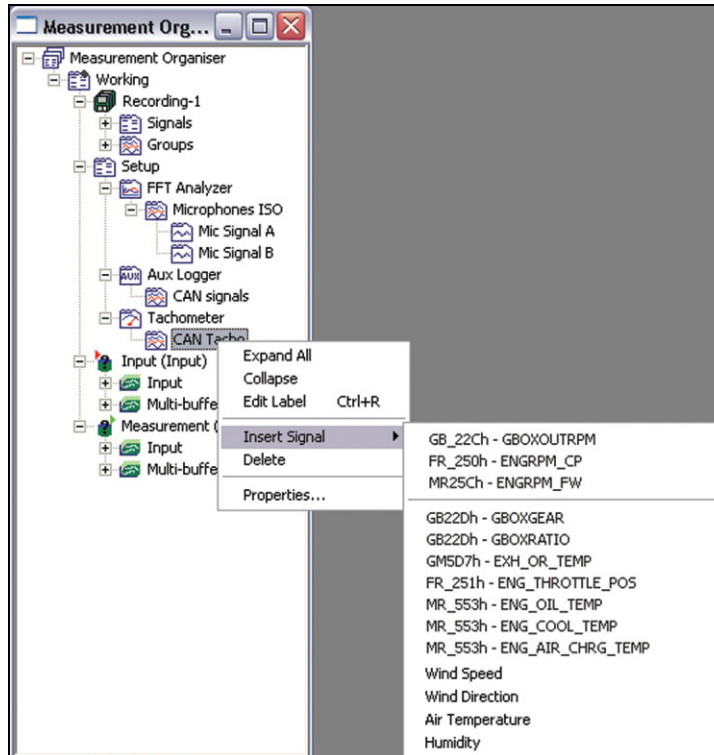 Measurement Org...
Measurement Organiser
Working
Recording-1
Signals
Groups
Setup
FFT Analyzer
Microphones ISO
Mic Signal A
Mic Signal B
AUX Aux Logger
CAN signals
Tachometer
CAN Tacho
Input (Input)
Input
Multi-buffe
Measurement (
Input
Multi-buffe
Expand All
Collapse
Edit Label Ctrl+R
Insert Signal
Delete
Properties...
GB_22Ch - GBOXOUTRPM
FR_250h - ENGRPM_CP
MR25Ch - ENGRPM_FW
GB22Dh - GBOXGEAR
GB22Dh - GBOXRATIO
GM5D7h - EXH_OR_TEMP
FR_251h - ENG_THROTTLE_POS
MR_553h - ENG_OIL_TEMP
MR_553h - ENG_COOL_TEMP
MR_553h - ENG_AIR_CHRG_TEMP
Wind Speed
Wind Direction
Air Temperature
Humidity